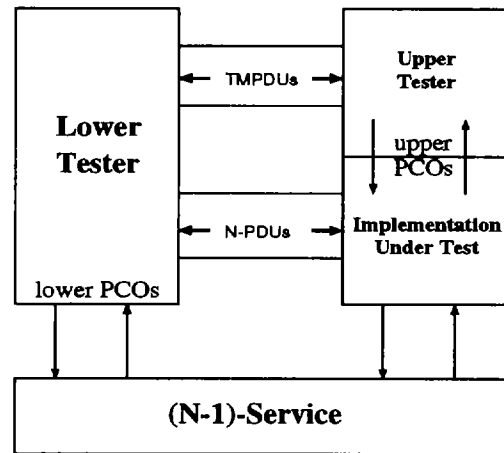 Upper
Tester
TMPDUs
Lower
Tester
upper
PCOs
Implementation
Under Test
N-PDUs
lower PCOs
(N-1)-Service